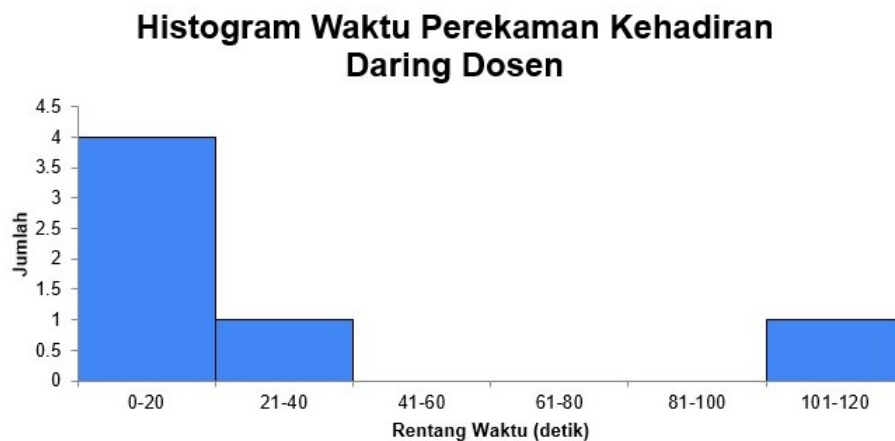 Histogram Waktu Perekaman Kehadiran
Daring Dosen
4.5
4
3.5
3
2.5
2
1.5
1
0.5
0
Jumlah
0-20 21-40 41-60 61-80 81-100 101-120
Rentang Waktu (detik)